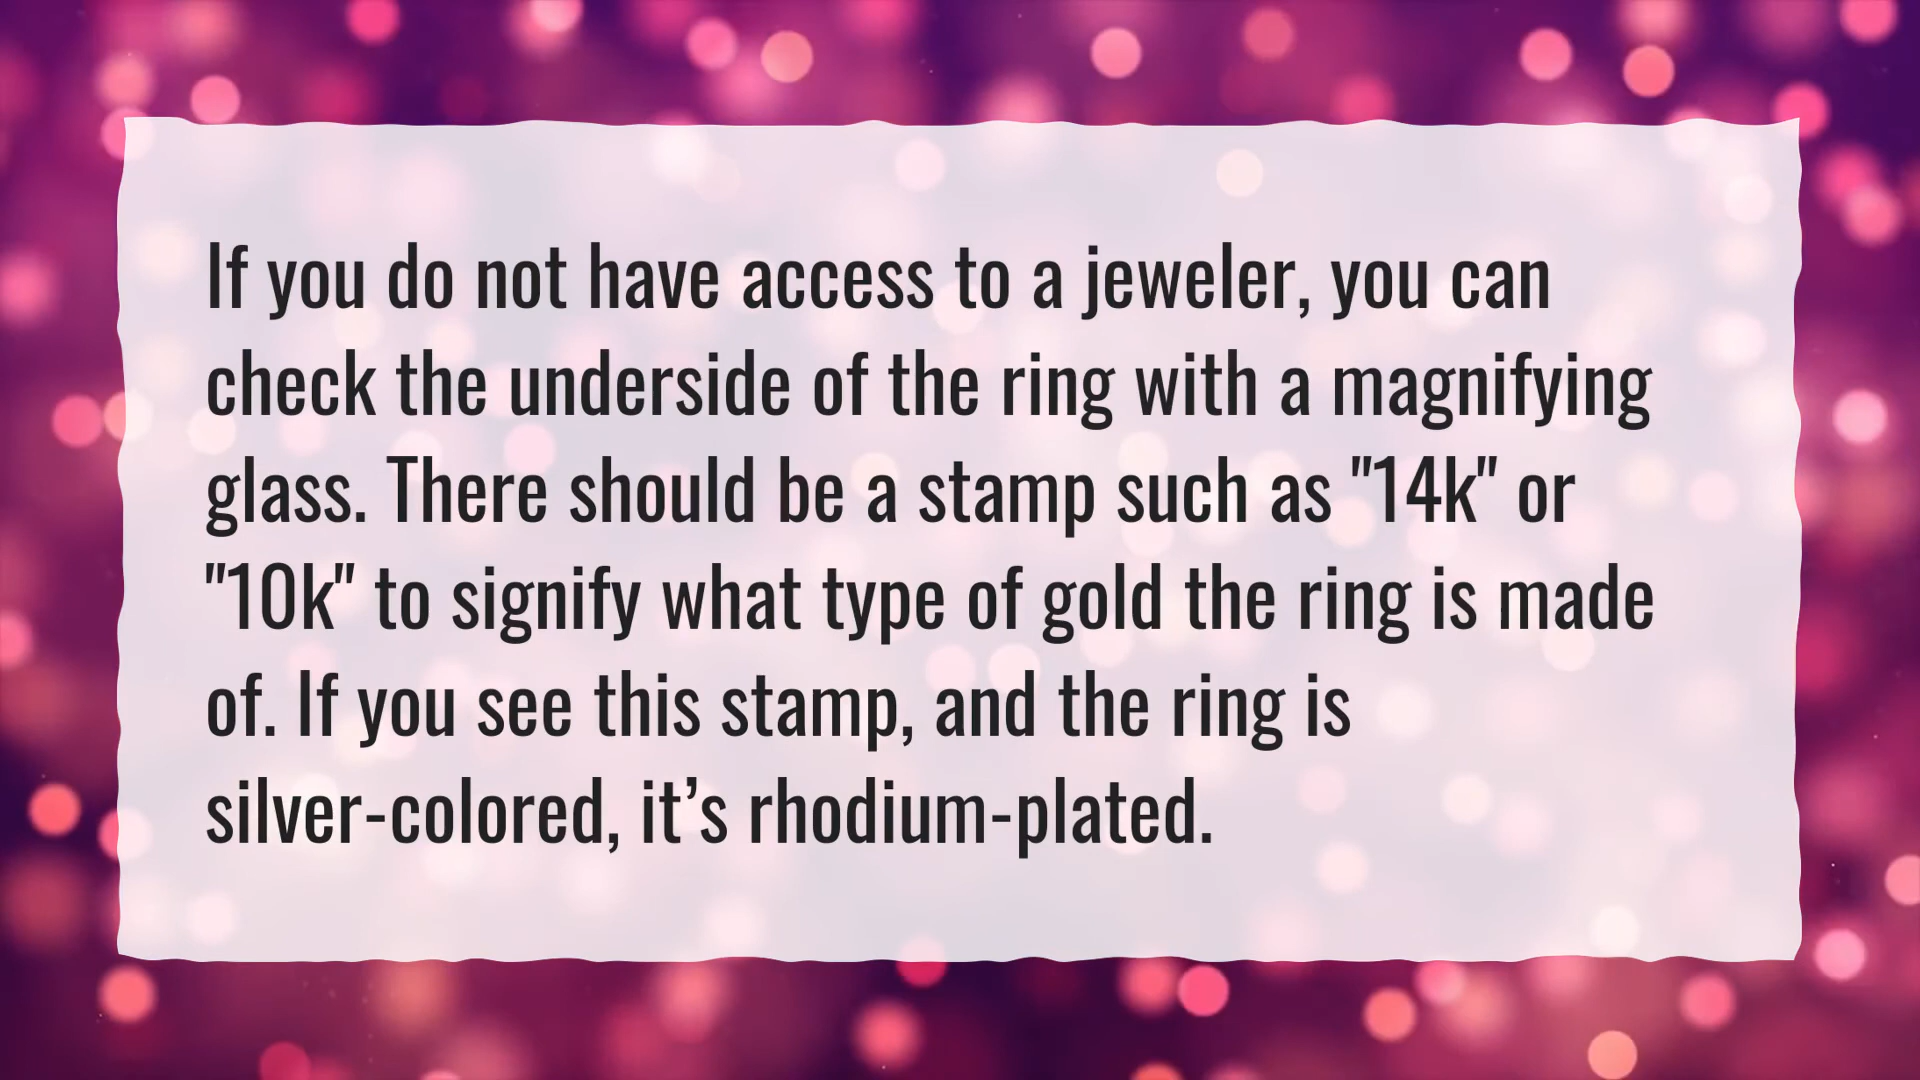 If you do not have access to a jeweler, you can
check the underside of the ring with a magnifying
glass. There should be a stamp such as "14k" or
"10k" to signify what type of gold the ring is made
of. If you see this stamp, and the ring is
silver-colored, it’s rhodium-plated.